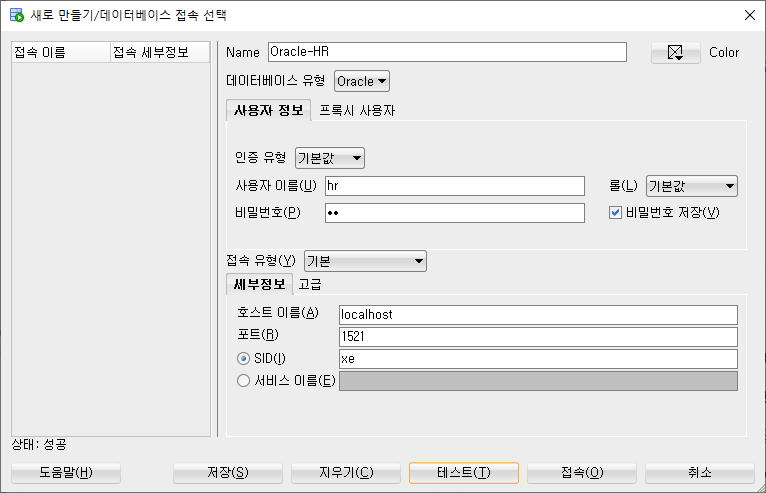 새로 만들기/데이터베이스 접속 선택
접속 이름 접속 세부정보
Name Oracle-HR Color
데이터베이스 유형 Oracle
사용자 정보 프록시 사용자
인증 유형 기본값
사용자 이름(U) hr 롤(L) 기본값
비밀번호(P) •• 비밀번호 저장(V)
접속 유형(Y) 기본
세부정보 고급
호스트 이름(A) localhost
포트(R) 1521
SID(I) xe
서비스 이름(E)
상태: 성공
도움말(H) 저장(S) 지우기(C) 테스트(T) 접속(O) 취소